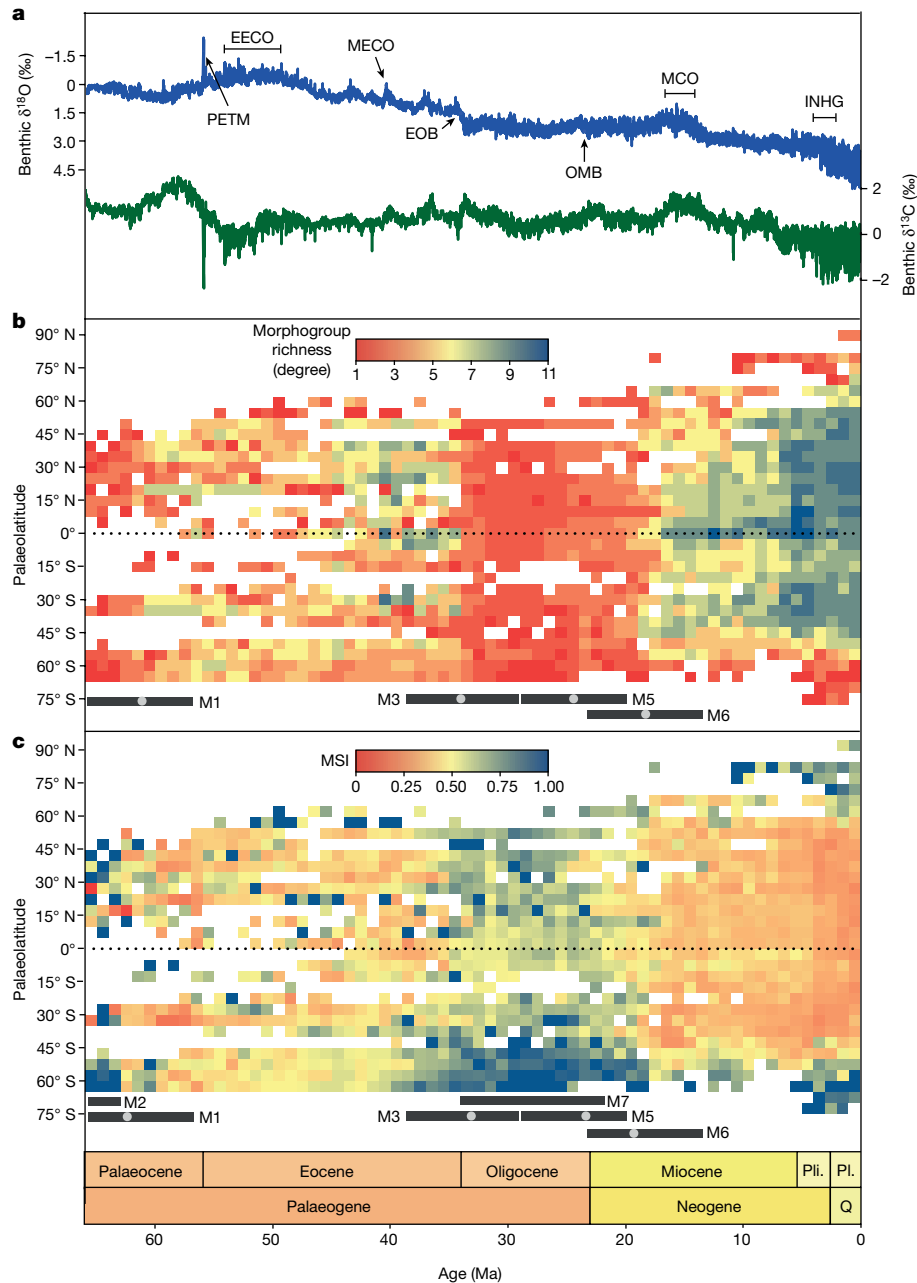 a
EECO
MECO
MCO
INHG
PETM
EOB
OMB
Benthic δ18O (‰)
−1.5
0
1.5
3.0
4.5
2
0
−2
Benthic δ13C (‰)
b
Morphogroup
richness
(degree)
1 3 5 7 9 11
Palaeolatitude
90° N
75° N
60° N
45° N
30° N
15° N
0°
15° S
30° S
45° S
60° S
75° S
M1
M3
M5
M6
c
MSI
0 0.25 0.50 0.75 1.00
Palaeolatitude
90° N
75° N
60° N
45° N
30° N
15° N
0°
15° S
30° S
45° S
60° S
75° S
M2
M7
M1
M3
M5
M6
Palaeocene Eocene Oligocene Miocene Pli. Pl.
Palaeogene Neogene Q
60 50 40 30 20 10 0
Age (Ma)